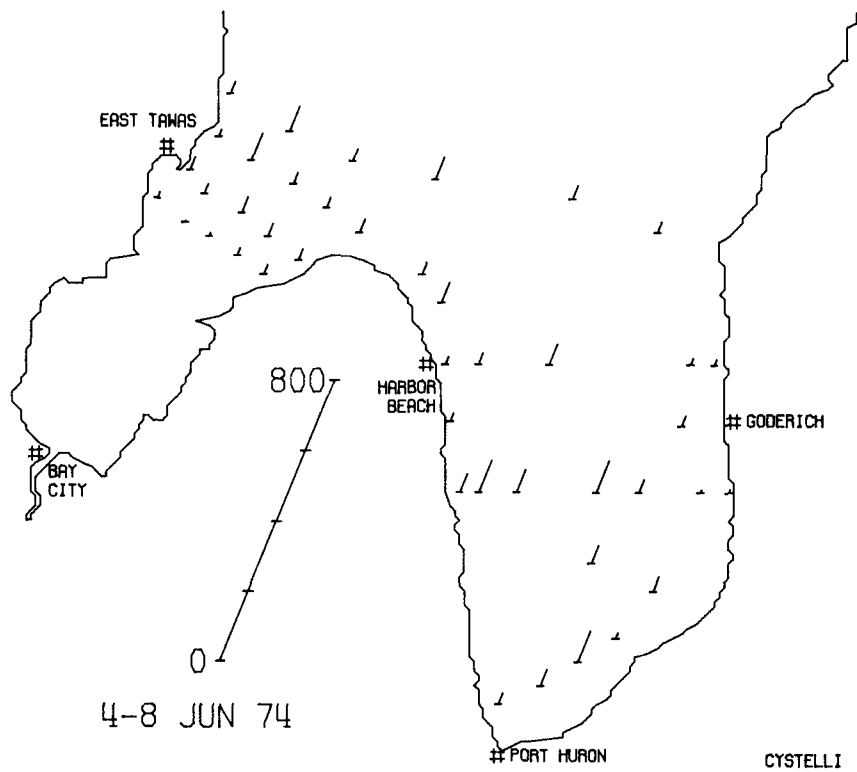 EAST TAWAS
800
HARBOR
BEACH
GODERICH
BAY
CITY
0
4-8 JUN 74
PORT HURON
CYSTELLI